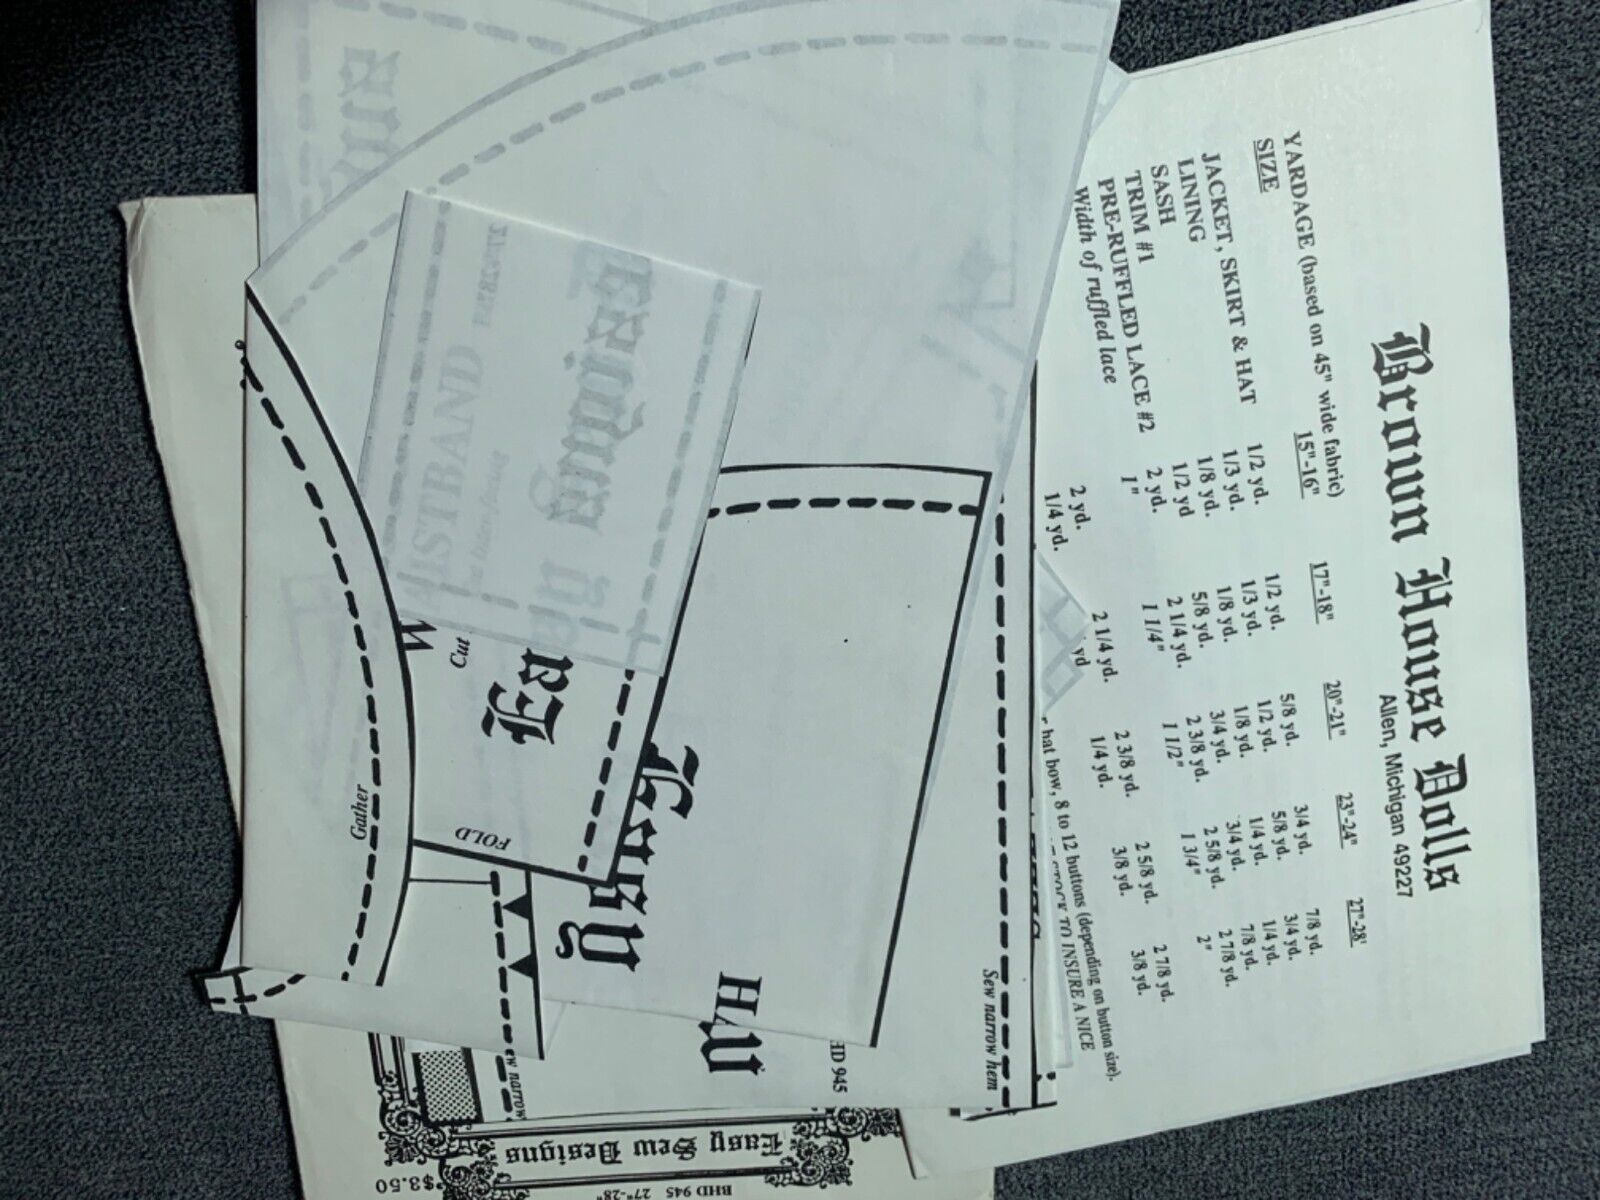 Brown House Dolls
Allen, Michigan 49227
YARDAGE (based on 45" wide fabric)
SIZE 15"-16" 17"-18" 20"-21" 23"-24" 27"-28'
JACKET, SKIRT & HAT 1/2 yd. 1/2 yd. 5/8 yd. 3/4 yd. 7/8 yd.
LINING 1/3 yd. 1/3 yd. 1/2 yd. 5/8 yd. 3/4 yd.
SASH 1/8 yd. 1/8 yd. 1/8 yd. 1/4 yd. 1/4 yd.
TRIM #1 1/2 yd 5/8 yd. 3/4 yd. 3/4 yd. 7/8 yd.
PRE-RUFFLED LACE #2 2 yd. 2 1/4 yd. 2 3/8 yd. 2 5/8 yd. 2 7/8 yd.
Width of ruffled lace 1" 1 1/4" 1 1/2" 1 3/4" 2"
2 yd. 2 1/4 yd. 2 3/8 yd. 2 5/8 yd. 2 7/8 yd.
1/4 yd. yd 1/4 yd. 3/8 yd. 3/8 yd.
hat bow, 8 to 12 buttons (depending on button size).
TO INSURE A NICE
Sew narrow hem
Easy
Cut
FOLD
Gather
WAISTBAND
narrow
Easy Sew Designs
BHD 945 27"-28"
$3.50